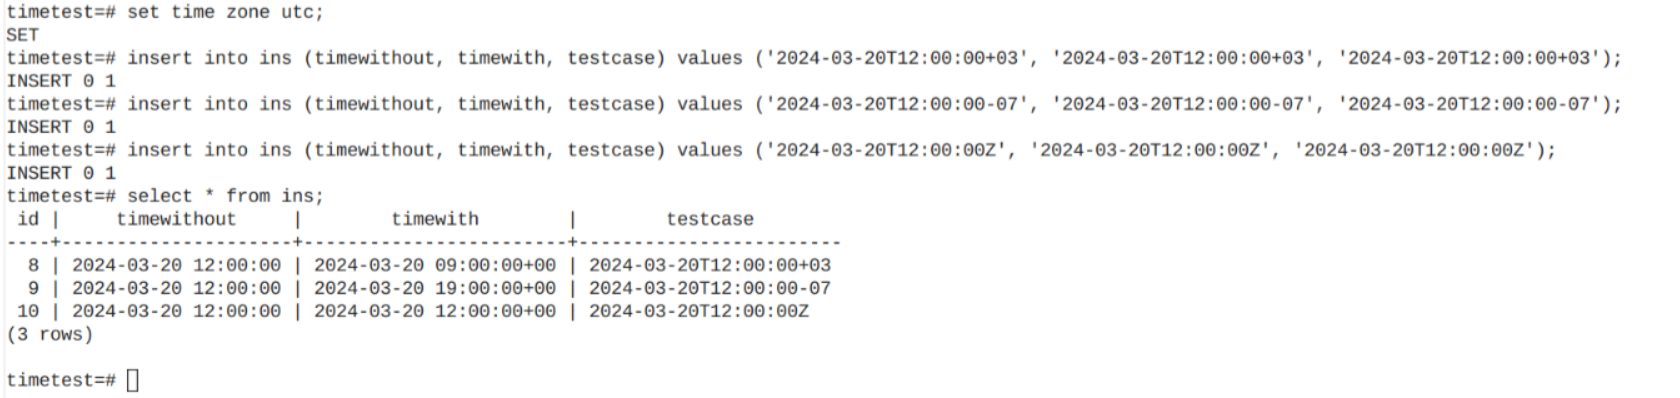 timetest=# set time zone utc;
SET
timetest=# insert into ins (timewithout, timewith, testcase) values ('2024-03-20T12:00:00+03', '2024-03-20T12:00:00+03', '2024-03-20T12:00:00+03');
INSERT 0 1
timetest=# insert into ins (timewithout, timewith, testcase) values ('2024-03-20T12:00:00-07', '2024-03-20T12:00:00-07', '2024-03-20T12:00:00-07');
INSERT 0 1
timetest=# insert into ins (timewithout, timewith, testcase) values ('2024-03-20T12:00:00Z', '2024-03-20T12:00:00Z', '2024-03-20T12:00:00Z');
INSERT 0 1
timetest=# select * from ins;
 id |     timewithout     |        timewith        |        testcase
----+---------------------+------------------------+------------------------
  8 | 2024-03-20 12:00:00 | 2024-03-20 09:00:00+00 | 2024-03-20T12:00:00+03
  9 | 2024-03-20 12:00:00 | 2024-03-20 19:00:00+00 | 2024-03-20T12:00:00-07
 10 | 2024-03-20 12:00:00 | 2024-03-20 12:00:00+00 | 2024-03-20T12:00:00Z
(3 rows)
timetest=#